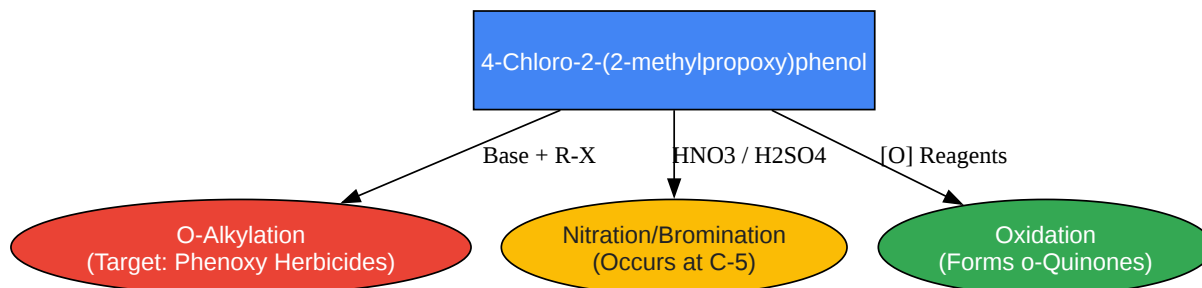 4-Chloro-2-(2-methylpropoxy)phenol
Base + R-X
HNO3 / H2SO4
[O] Reagents
O-Alkylation
(Target: Phenoxy Herbicides)
Nitration/Bromination
(Occurs at C-5)
Oxidation
(Forms o-Quinones)